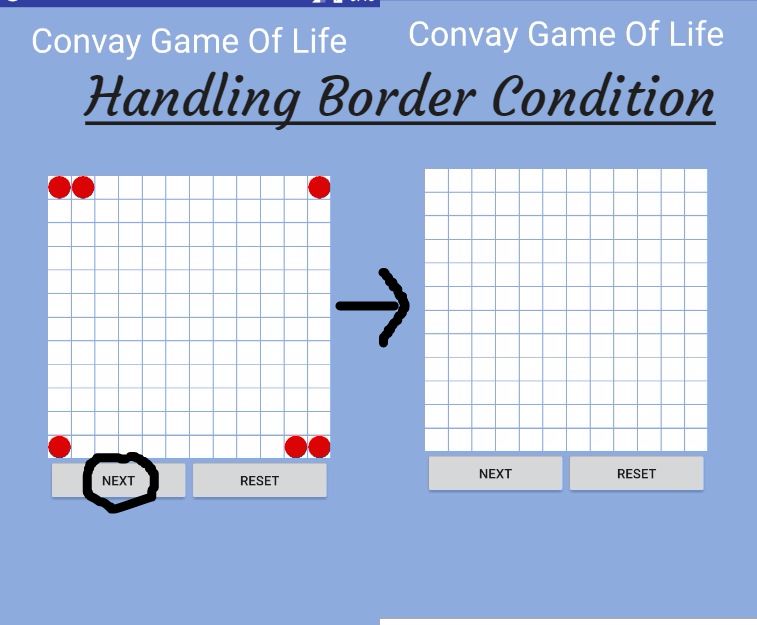 Convay Game Of Life
Convay Game Of Life
Handling Border Condition
NEXT
RESET
NEXT
RESET